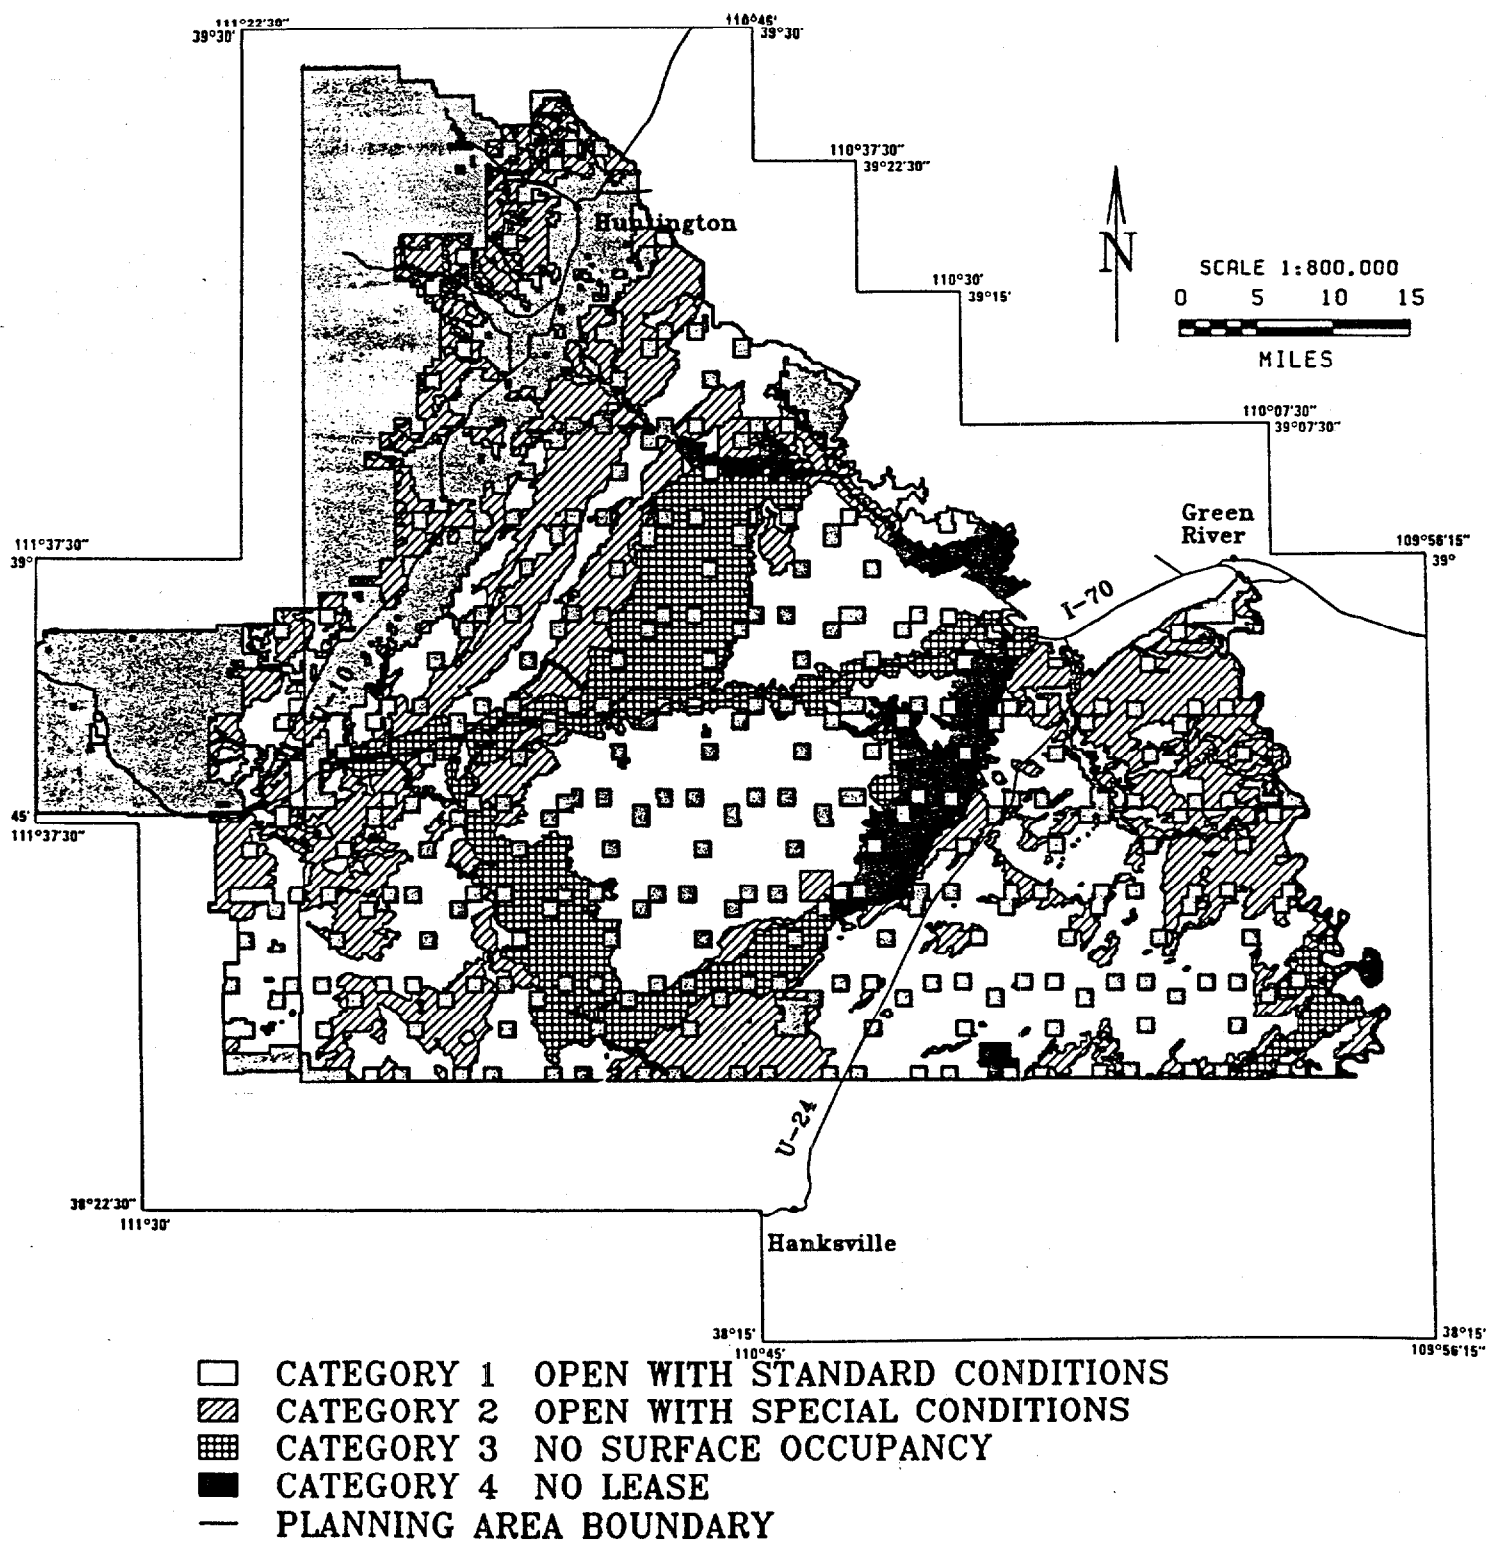 111°22'30"
39°30'
110°45'
39°30'
110°37'30"
39°22'30"
Huntington
N
SCALE 1:800,000
0 5 10 15
MILES
110°30'
39°15'
110°07'30"
39°07'30"
Green
River
111°37'30"
39°
109°56'15"
39°
I-70
U-24
45'
111°37'30"
38°22'30"
111°30'
Hanksville
38°15'
110°45'
38°15'
109°56'15"
CATEGORY 1 OPEN WITH STANDARD CONDITIONS
CATEGORY 2 OPEN WITH SPECIAL CONDITIONS
CATEGORY 3 NO SURFACE OCCUPANCY
CATEGORY 4 NO LEASE
PLANNING AREA BOUNDARY